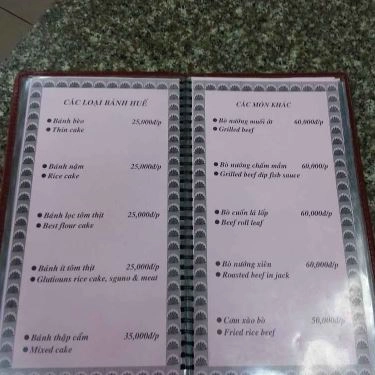 CÁC LOẠI BÁNH HUẾ
Bánh bèo 25,000đ/p
Thin cake
Bánh nậm 25,000đ/p
Rice cake
Bánh lọc tôm thịt 25,000đ/p
Best flour cake
Bánh ít tôm thịt 25,000đ/p
Glutiouns rice cake, sguno & meat
Bánh thập cẩm 35,000đ/p
Mixed cake
CÁC MÓN KHÁC
Bò nướng muối ớt 60,000đ/p
Grilled beef
Bò nướng chấm mắm 60,000đ/p
Grilled beef dip fish sauce
Bò cuốn lá lốp 60,000đ/p
Beef roll leaf
Bò nướng xiên 60,000đ/p
Roasted beef in jack
Cơm xào bò 50,000đ/p
Fried rice beef